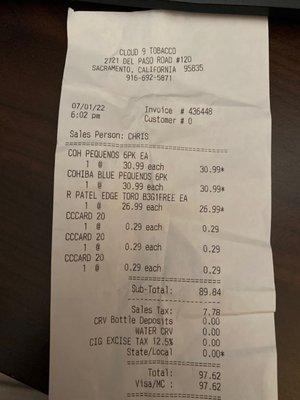 CLOUD 9 TOBACCO
2721 DEL PASO ROAD #120
SACRAMENTO, CALIFORNIA 95835
916-692-5871
07/01/22 Invoice # 436448
6:02 pm Customer # 0
Sales Person: CHRIS
COH PEQUENOS 6PK EA
1 @ 30.99 each 30.99*
COHIBA BLUE PEQUENOS 6PK
1 @ 30.99 each 30.99*
R PATEL EDGE TORO B3G1FREE EA
1 @ 26.99 each 26.99*
CCCARD 20
1 @ 0.29 each 0.29
CCCARD 20
1 @ 0.29 each 0.29
CCCARD 20
1 @ 0.29 each 0.29
Sub-Total: 89.84
Sales Tax: 7.78
CRV Bottle Deposits 0.00
WATER CRV 0.00
CIG EXCISE TAX 12.5% 0.00
State/Local 0.00*
Total: 97.62
Visa/MC : 97.62